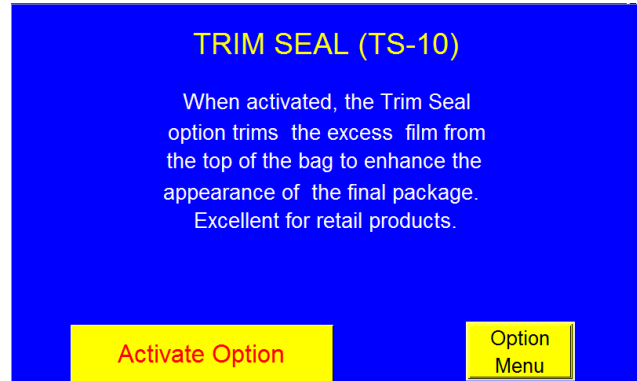 TRIM SEAL (TS-10)
When activated, the Trim Seal
option trims the excess film from
the top of the bag to enhance the
appearance of the final package.
Excellent for retail products.
Activate Option
Option
Menu